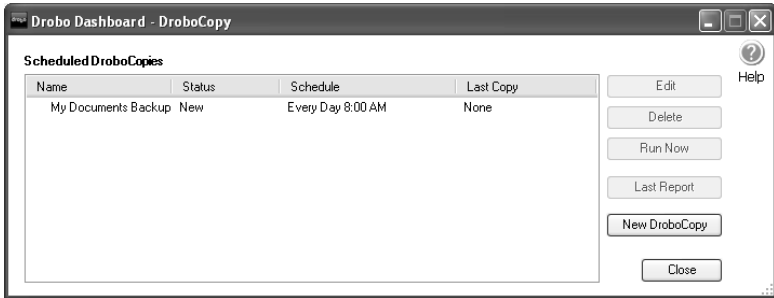 Drobo Dashboard - DroboCopy
Scheduled DroboCopies
Help
Name Status Schedule Last Copy
My Documents Backup New Every Day 8:00 AM None
Edit
Delete
Run Now
Last Report
New DroboCopy
Close